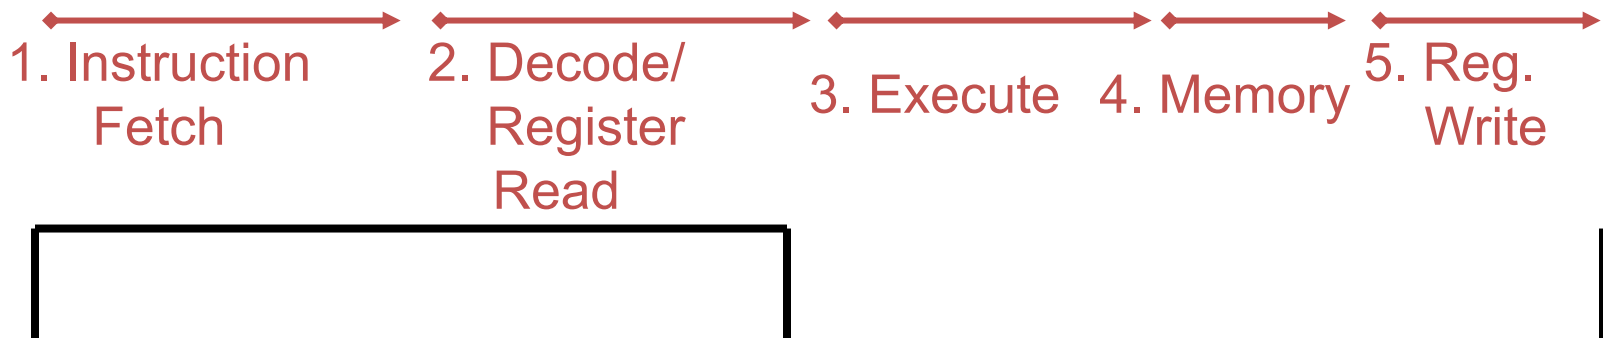 1. Instruction
Fetch
2. Decode/
Register
Read
3. Execute
4. Memory
5. Reg.
Write